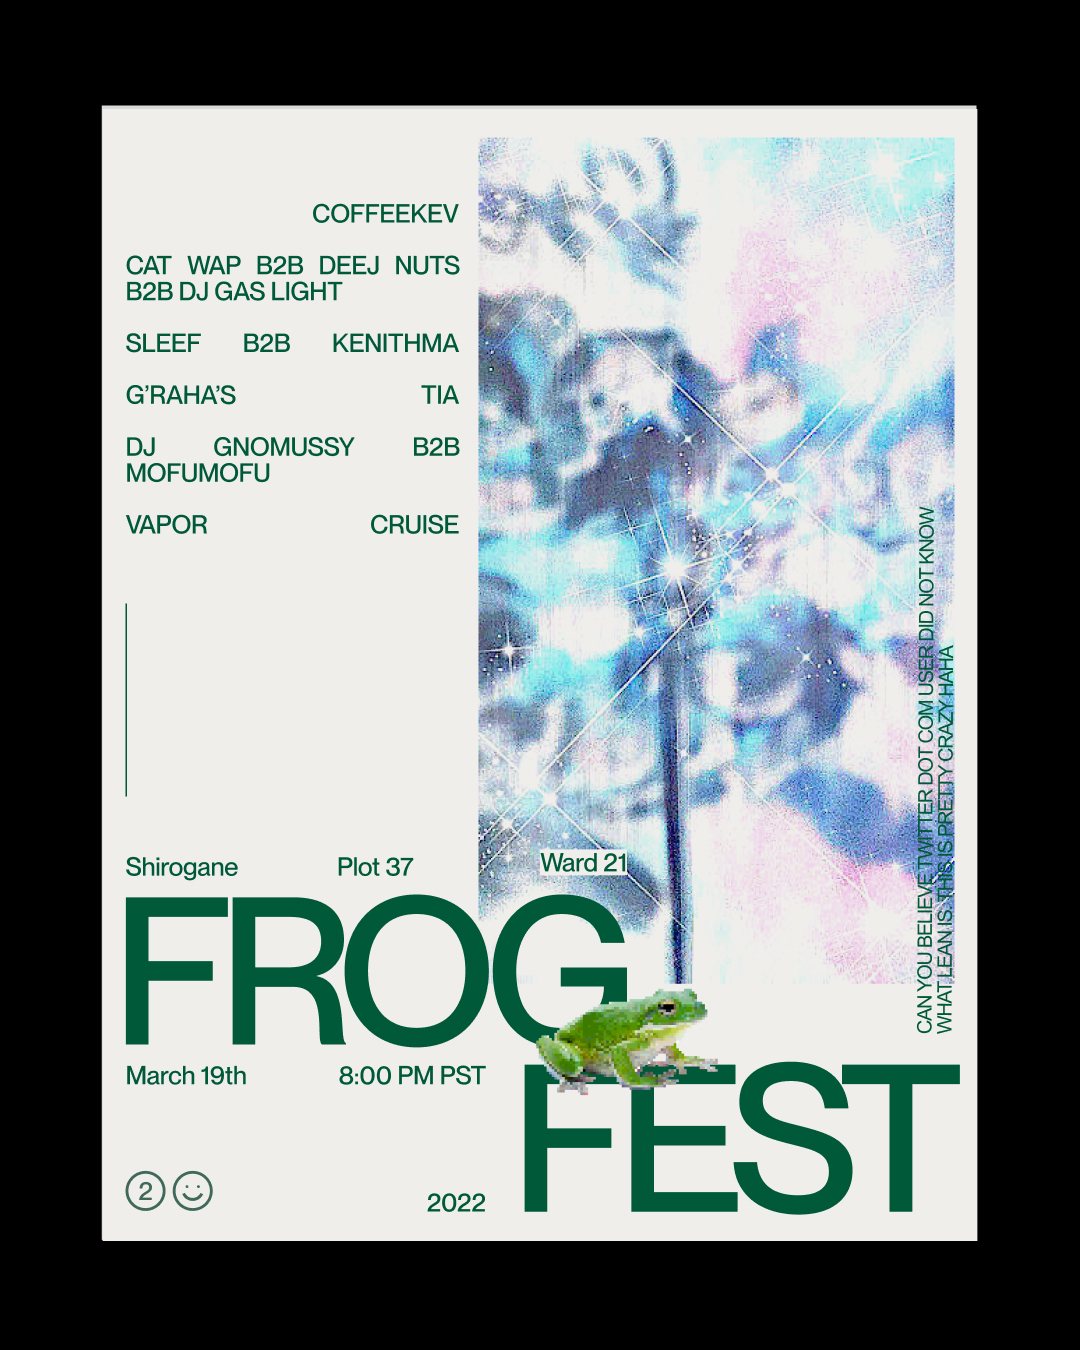 COFFEEKEV
CAT WAP B2B DEEJ NUTS
B2B DJ GAS LIGHT
SLEEF B2B KENITHMA
G’RAHA’S TIA
DJ GNOMUSSY B2B
MOFUMOFU
VAPOR CRUISE
CAN YOU BELIEVE TWITTER DOT COM USER DID NOT KNOW
WHAT LEAN IS. THIS IS PRETTY CRAZY HAHA
Shirogane Plot 37 Ward 21
FROG
March 19th 8:00 PM PST
FEST
2
2022